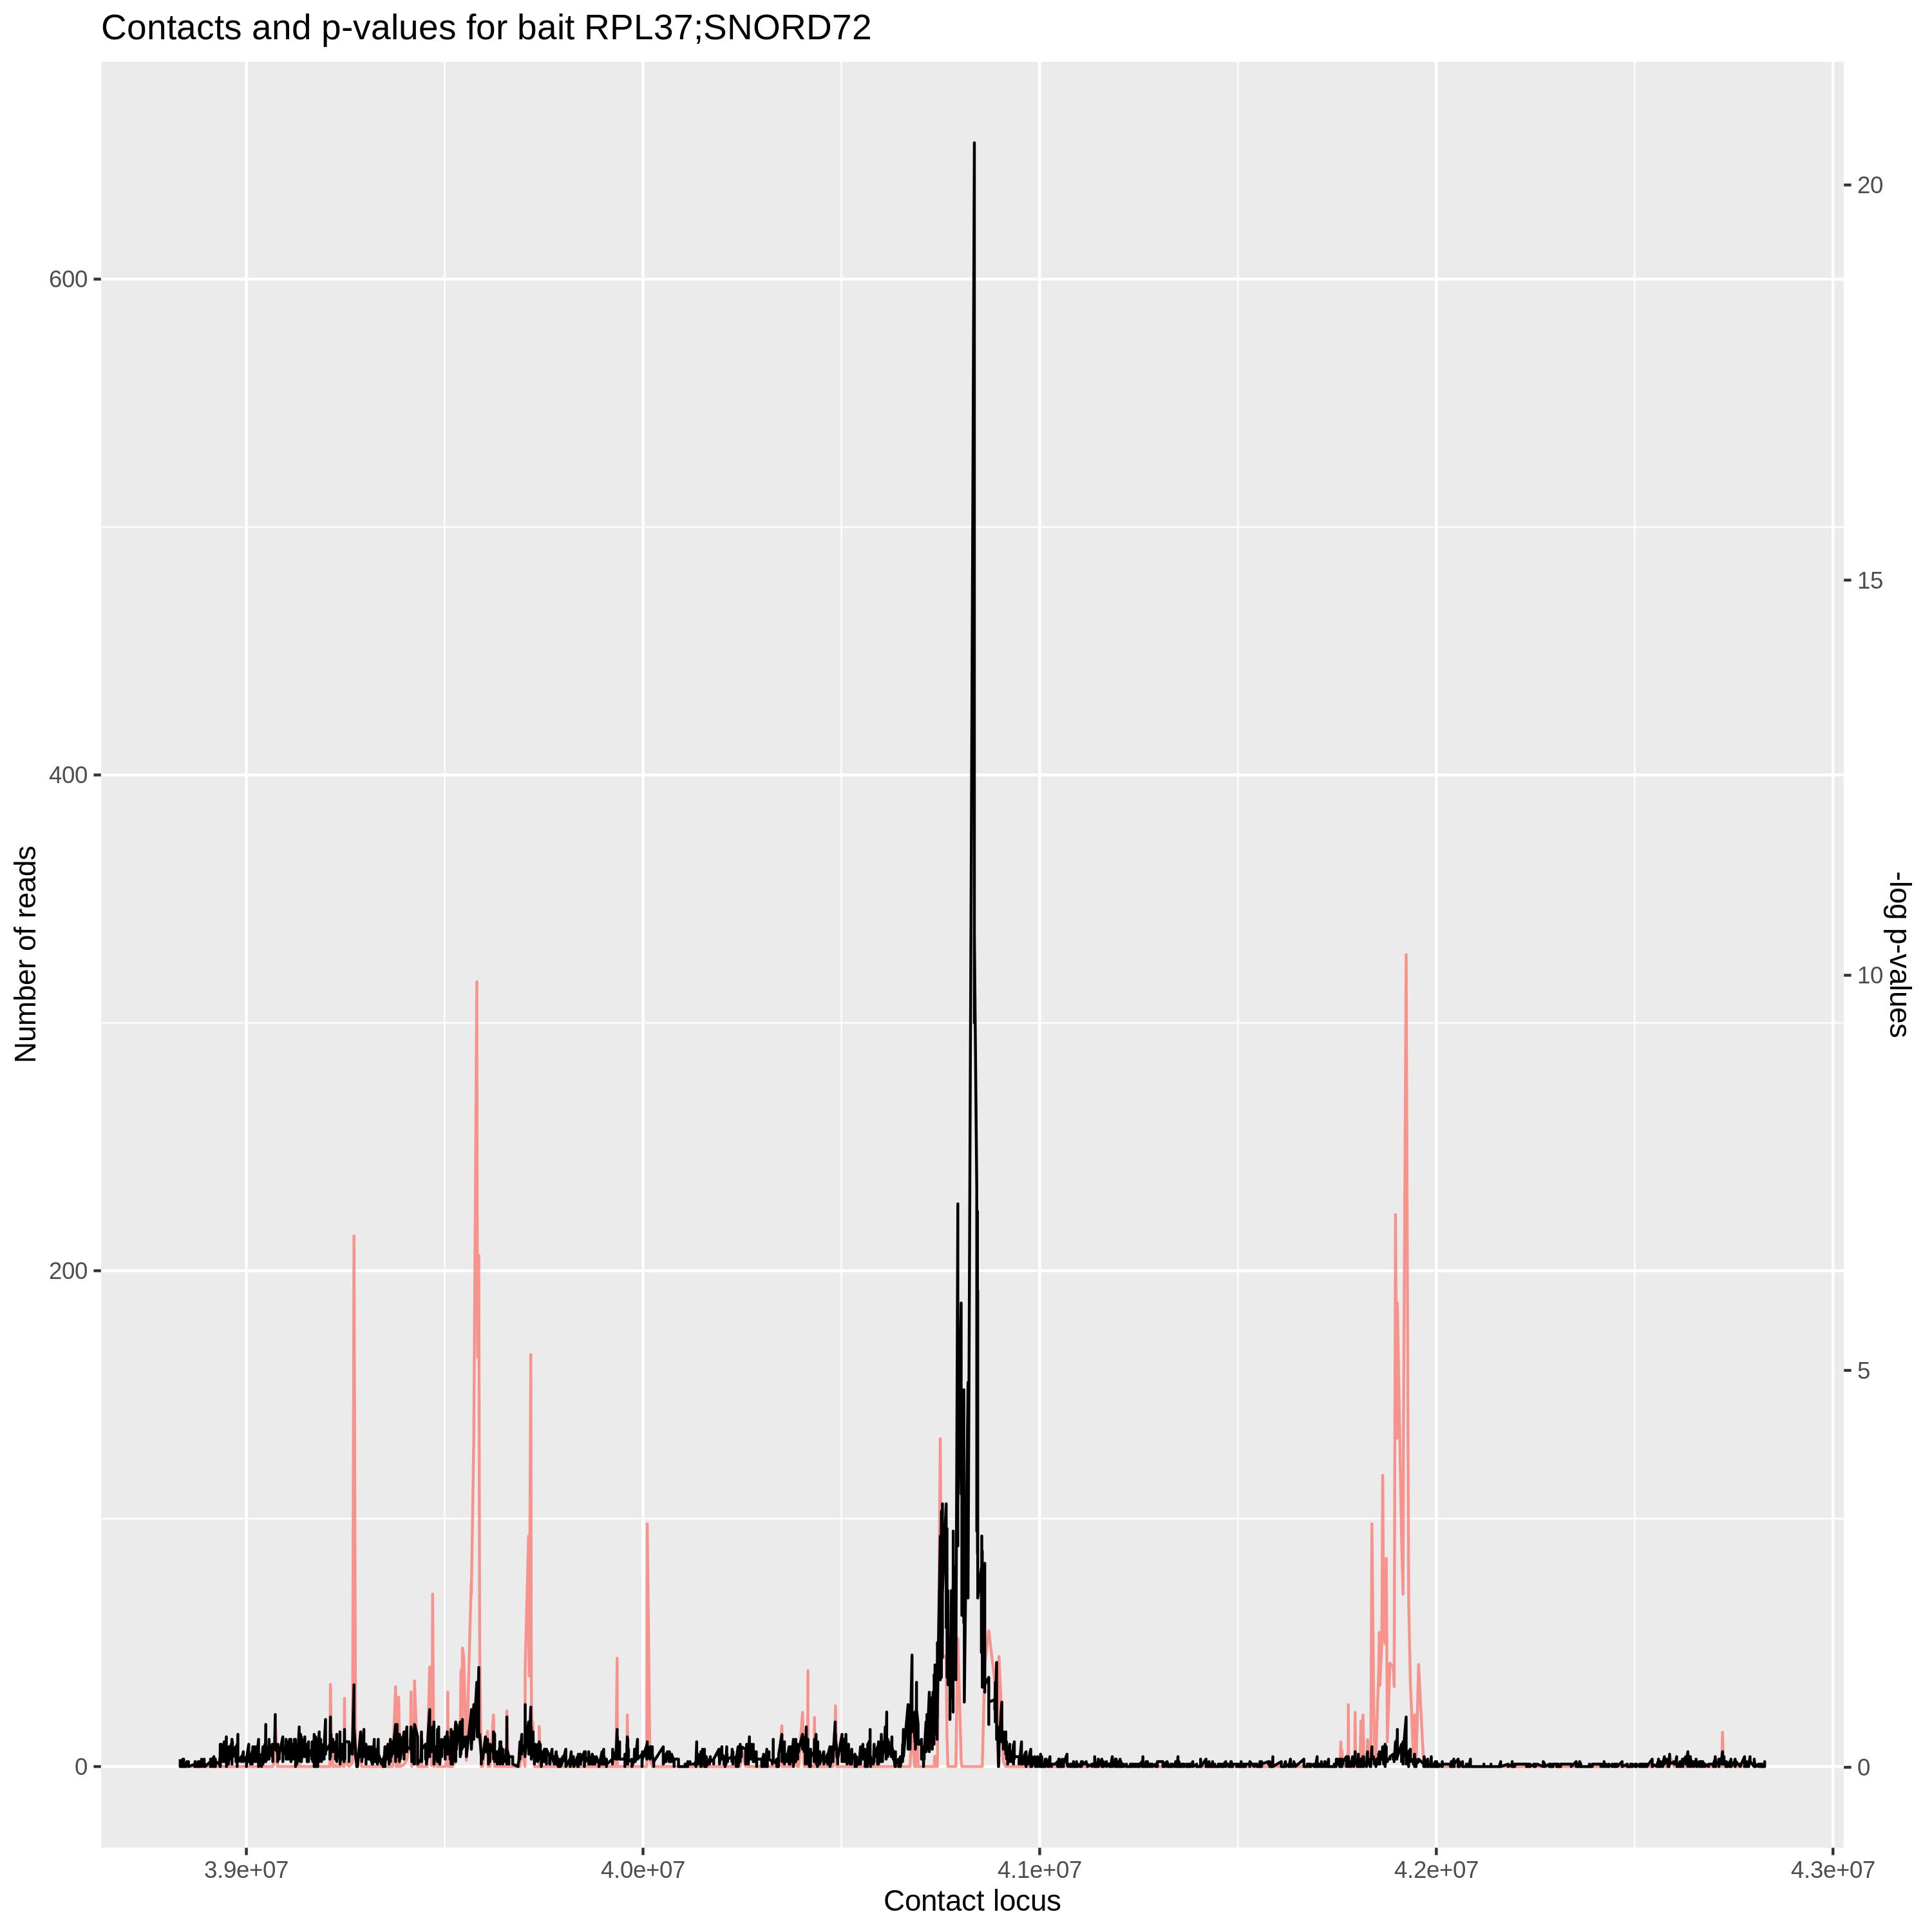 Contacts and p-values for bait RPL37;SNORD72
Number of reads
600
400
200
0
20
15
10
5
0
-log p-values
3.9e+07
4.0e+07
4.1e+07
4.2e+07
4.3e+07
Contact locus